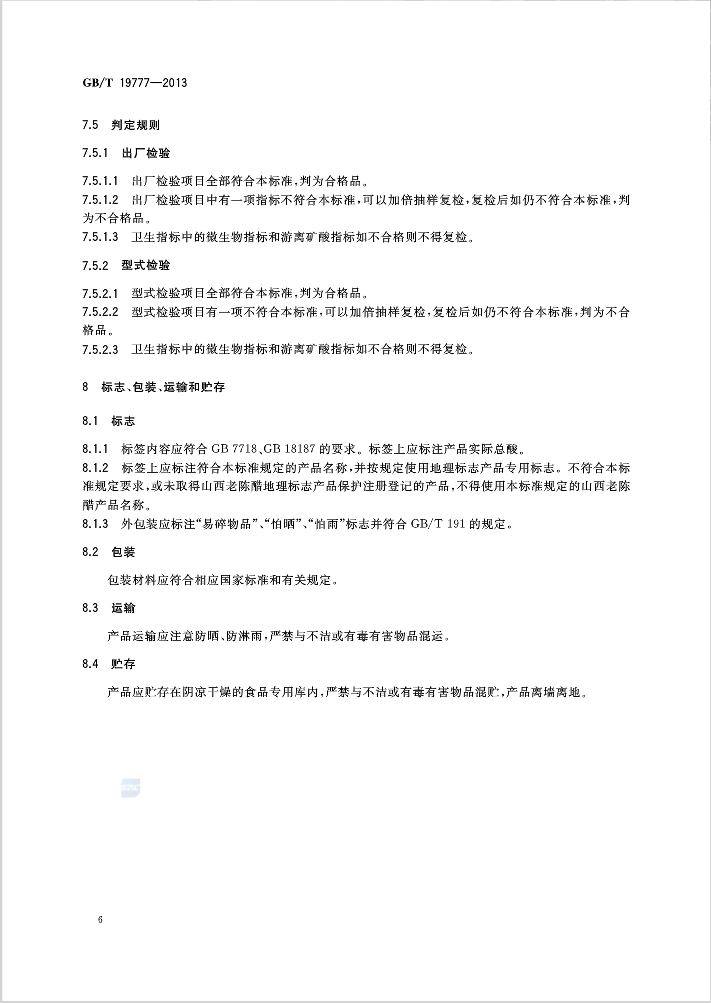 GB/T 19777—2013
7.5 判定规则
7.5.1 出厂检验
7.5.1.1 出厂检验项目全部符合本标准,判为合格品。
7.5.1.2 出厂检验项目中有一项指标不符合本标准,可以加倍抽样复检,复检后如仍不符合本标准,判
为不合格品。
7.5.1.3 卫生指标中的微生物指标和游离矿酸指标如不合格则不得复检。
7.5.2 型式检验
7.5.2.1 型式检验项目全部符合本标准,判为合格品。
7.5.2.2 型式检验项目有一项不符合本标准,可以加倍抽样复检,复检后如仍不符合本标准,判为不合
格品。
7.5.2.3 卫生指标中的微生物指标和游离矿酸指标如不合格则不得复检。
8 标志、包装、运输和贮存
8.1 标志
8.1.1 标签内容应符合 GB 7718、GB 18187 的要求。标签上应标注产品实际总酸。
8.1.2 标签上应标注符合本标准规定的产品名称,并按规定使用地理标志产品专用标志。不符合本标
准规定要求,或未取得山西老陈醋地理标志产品保护注册登记的产品,不得使用本标准规定的山西老陈
醋产品名称。
8.1.3 外包装应标注“易碎物品”、“怕晒”、“怕雨”标志并符合 GB/T 191 的规定。
8.2 包装
包装材料应符合相应国家标准和有关规定。
8.3 运输
产品运输应注意防晒、防淋雨,严禁与不洁或有毒有害物品混运。
8.4 贮存
产品应贮存在阴凉干燥的食品专用库内,严禁与不洁或有毒有害物品混贮,产品离墙离地。
6